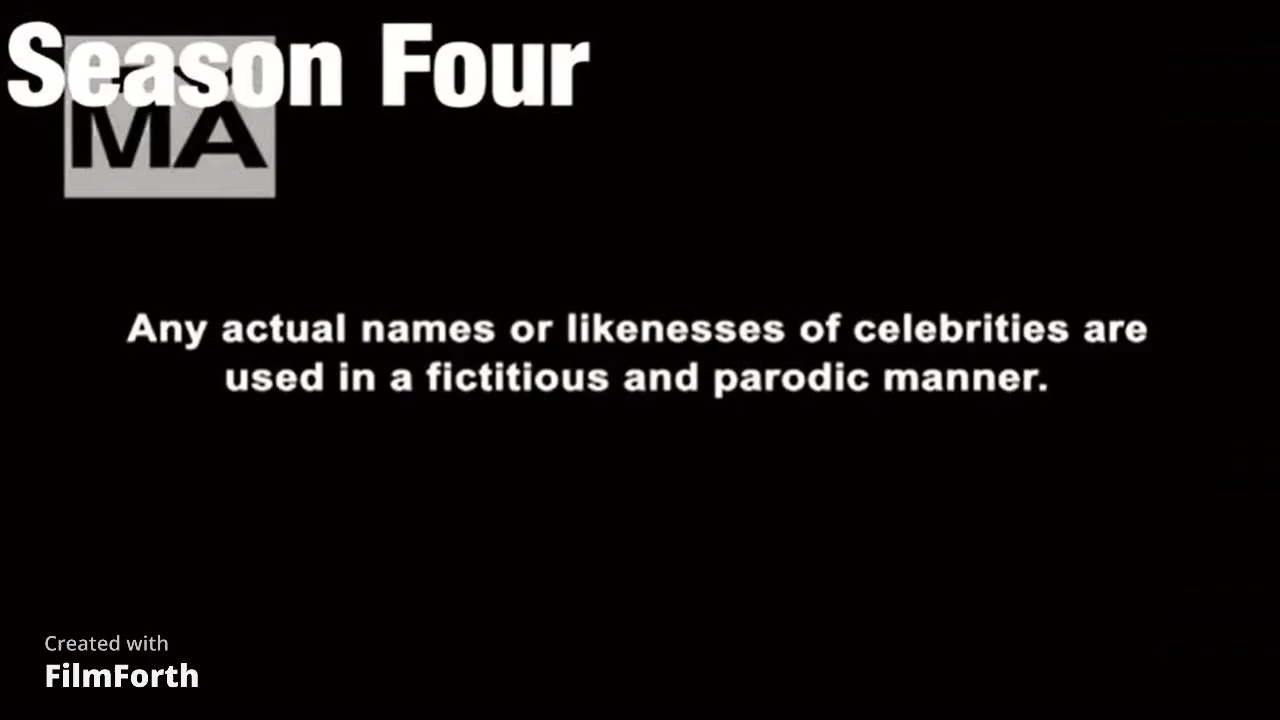 Season Four
MA
Any actual names or likenesses of celebrities are
used in a fictitious and parodic manner.
Created with
FilmForth